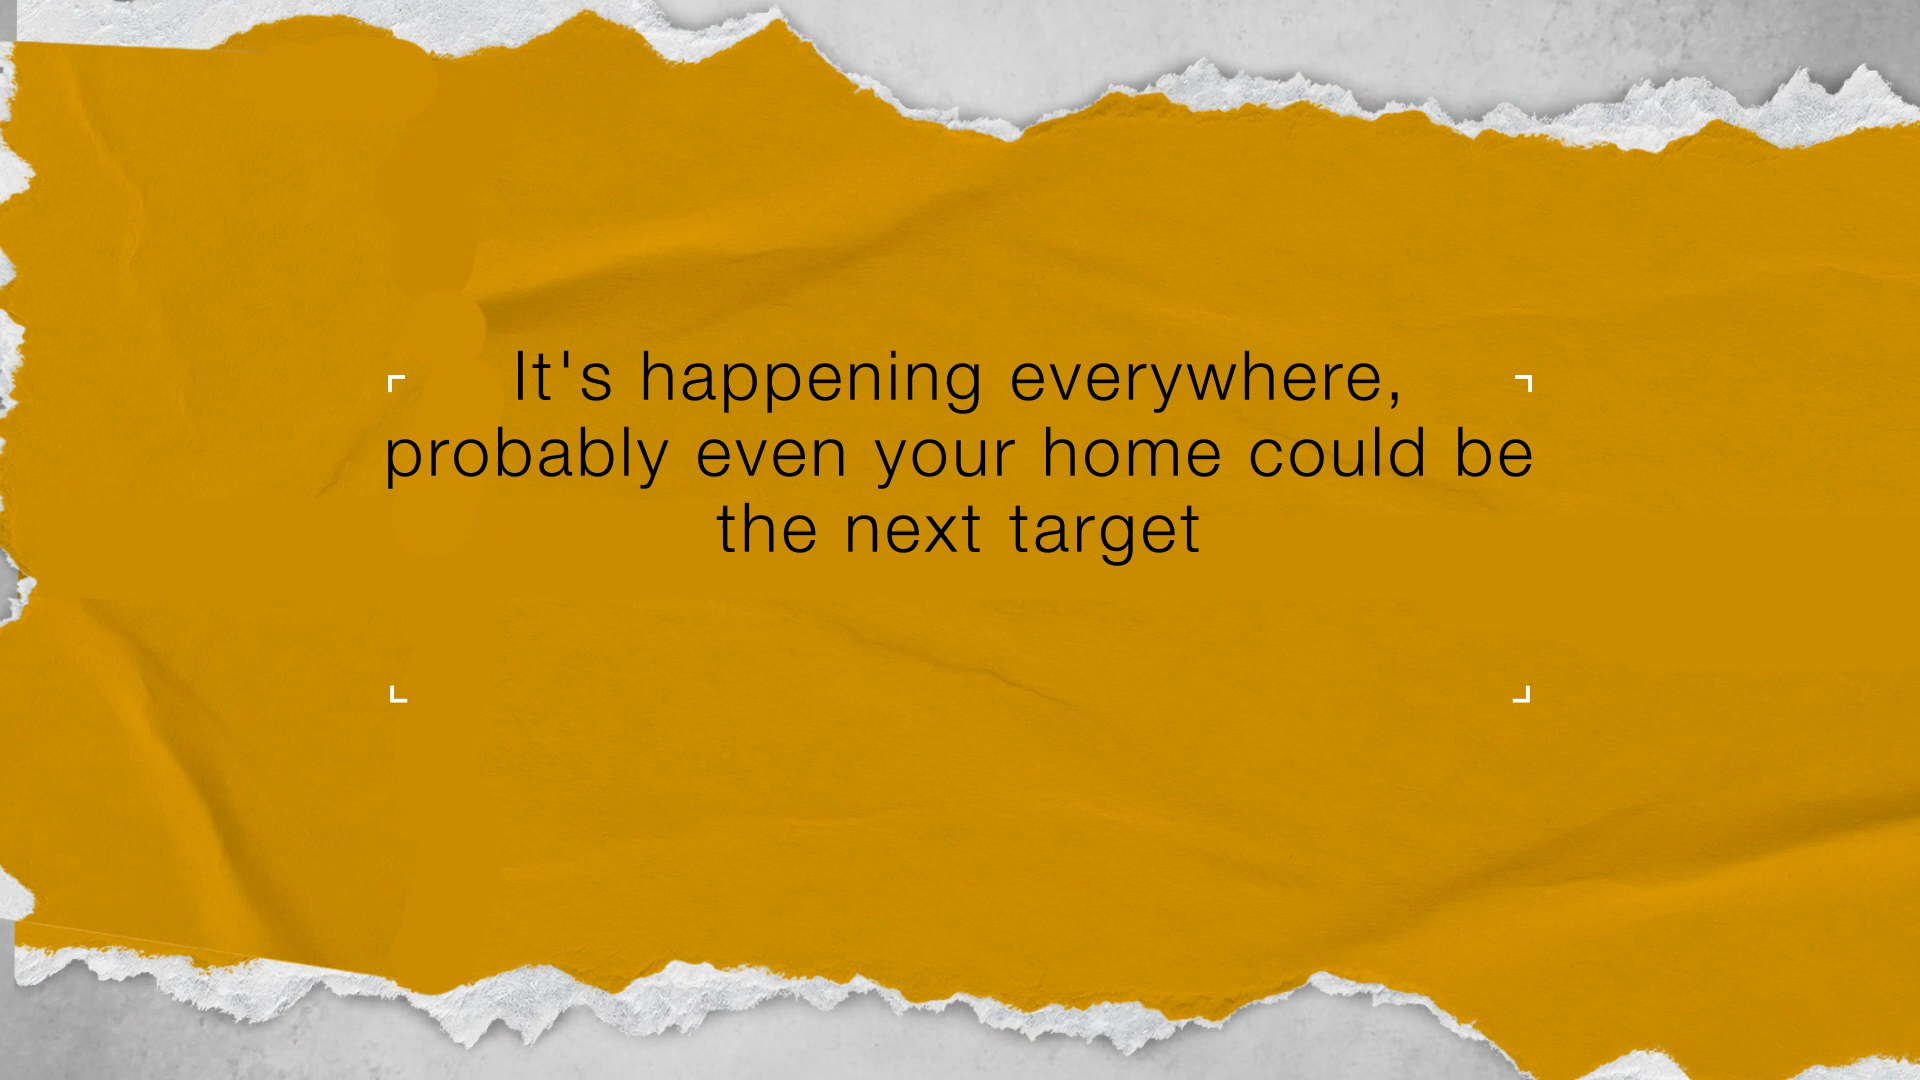 It's happening everywhere,
probably even your home could be
the next target